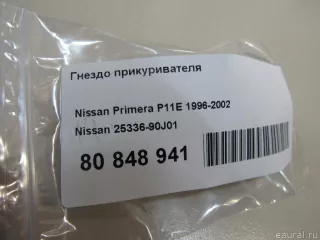 Гнездо прикуривателя
Nissan Primera P11E 1996-2002
Nissan 25336-90J01
80 848 941
© eaural.ru